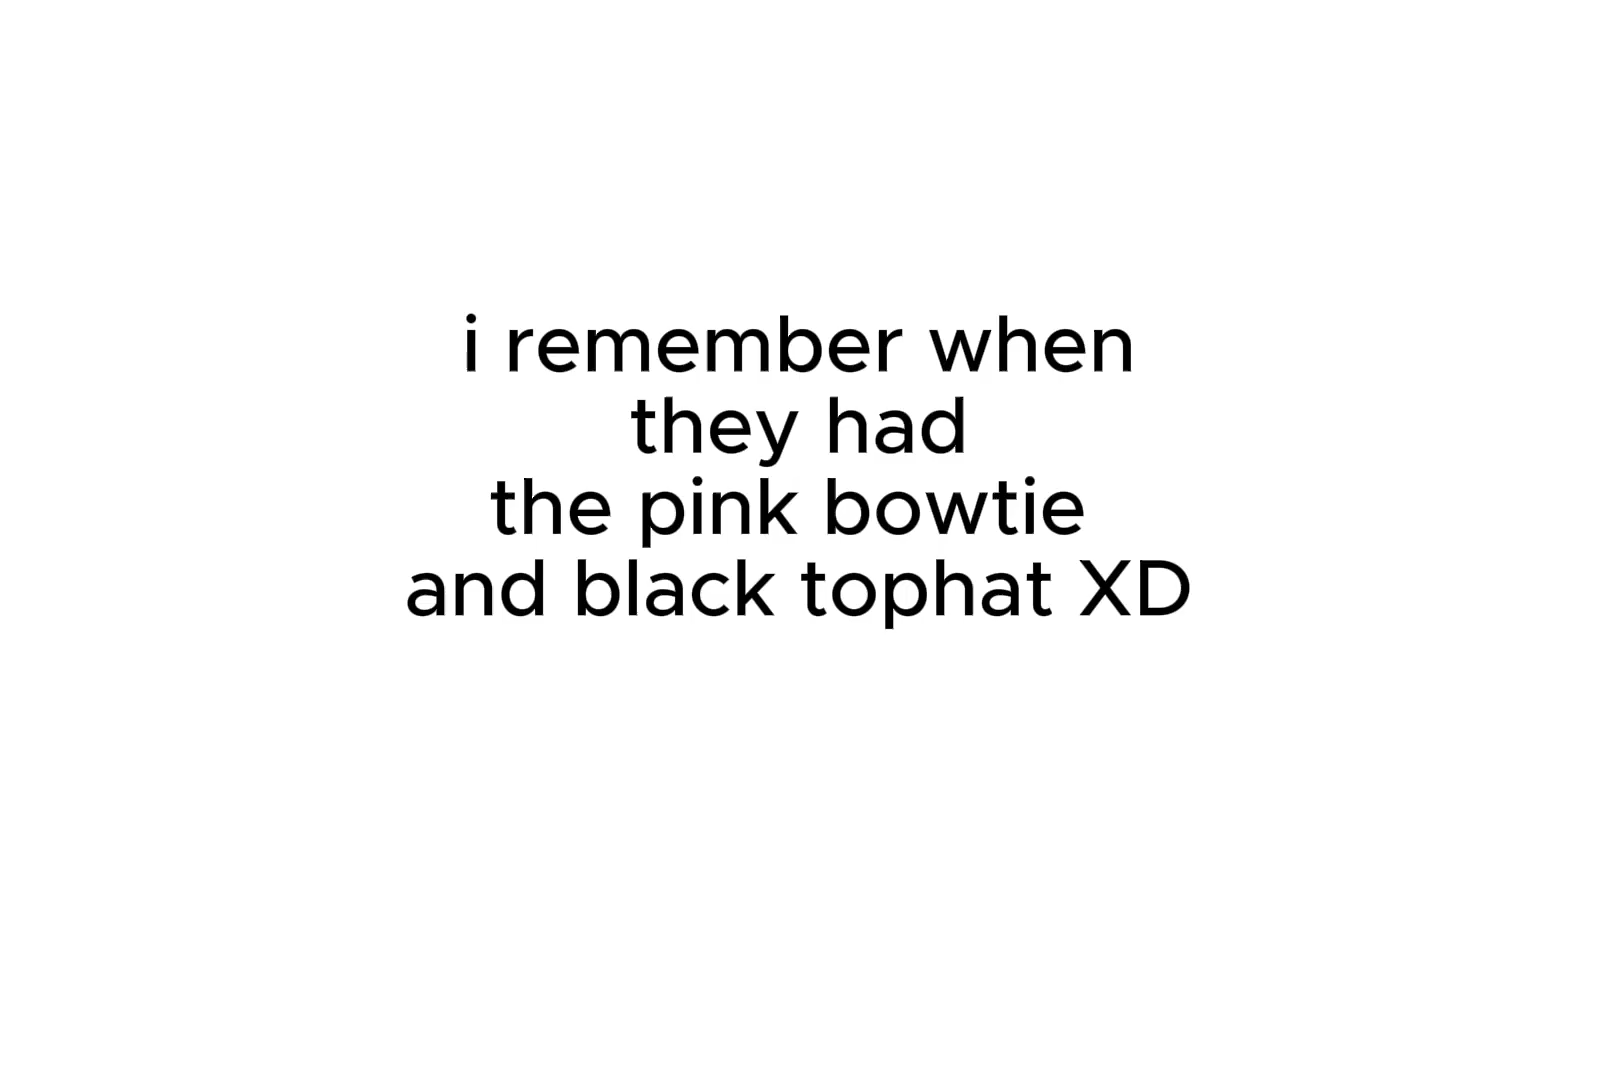 i remember when
they had
the pink bowtie
and black tophat XD